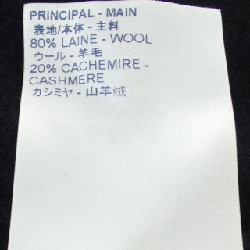 PRINCIPAL - MAIN
表地/本体 - 主料
80% LAINE - WOOL
ウール - 羊毛
20% CACHEMIRE -
CASHMERE
カシミヤ - 山羊绒